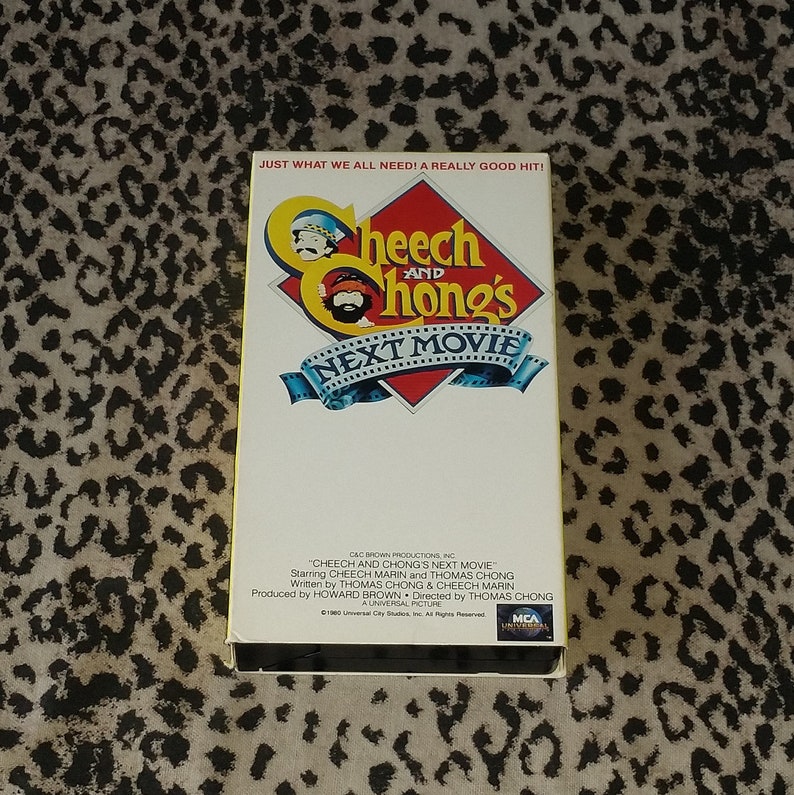 JUST WHAT WE ALL NEED! A REALLY GOOD HIT!
Cheech
AND
Chong's
NEXT MOVIE
C&C BROWN PRODUCTIONS, INC.
"CHEECH AND CHONG'S NEXT MOVIE"
Starring CHEECH MARIN and THOMAS CHONG
Written by THOMAS CHONG & CHEECH MARIN
Produced by HOWARD BROWN • Directed by THOMAS CHONG
A UNIVERSAL PICTURE
©1980 Universal City Studios, Inc. All Rights Reserved.
MCA
UNIVERSAL